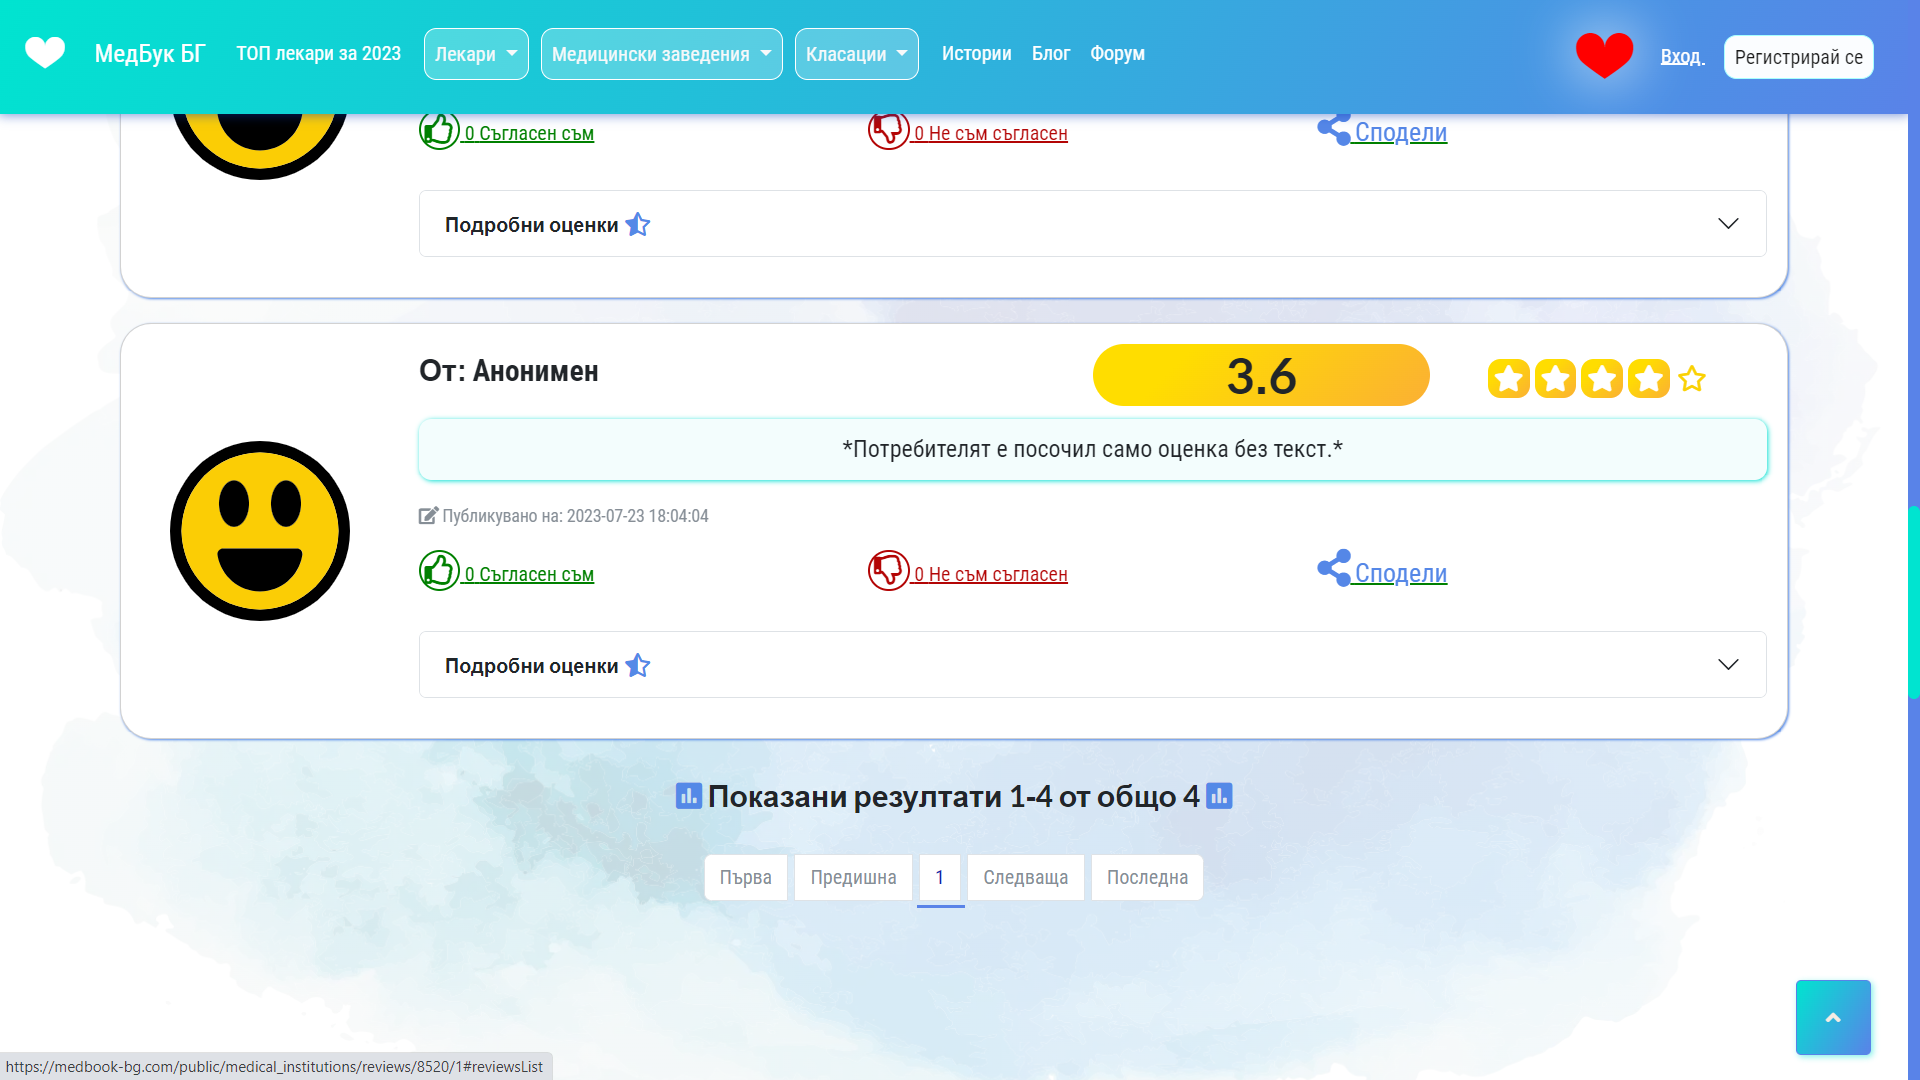 МедБук БГ
ТОП лекари за 2023
Лекари
Медицински заведения
Класации
Истории
Блог
Форум
Вход
Регистрирай се
0 Съгласен съм
0 Не съм съгласен
Сподели
Подробни оценки
От: Анонимен
3.6
*Потребителят е посочил само оценка без текст.*
Публикувано на: 2023-07-23 18:04:04
0 Съгласен съм
0 Не съм съгласен
Сподели
Подробни оценки
Показани резултати 1-4 от общо 4
Първа
Предишна
1
Следваща
Последна
https://medbook-bg.com/public/medical_institutions/reviews/8520/1#reviewsList